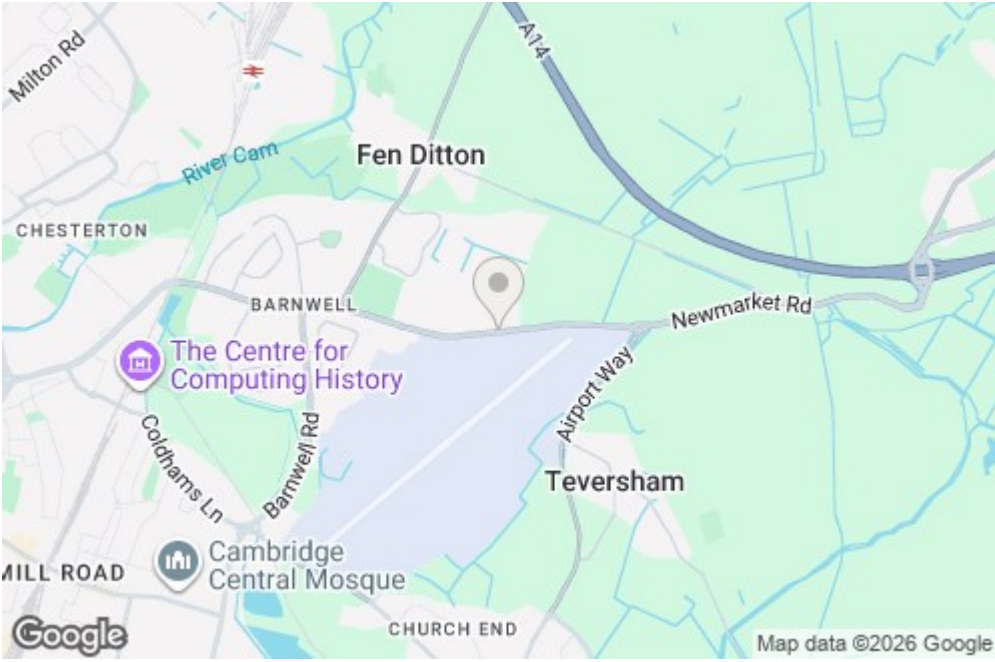 Milton Rd
A14
River Cam
Fen Ditton
CHESTERTON
BARNWELL
Newmarket Rd
The Centre for
Computing History
Airport Way
Coldhams Ln
Barnwell Rd
Teversham
Cambridge
Central Mosque
MILL ROAD
CHURCH END
Google
Map data ©2026 Google